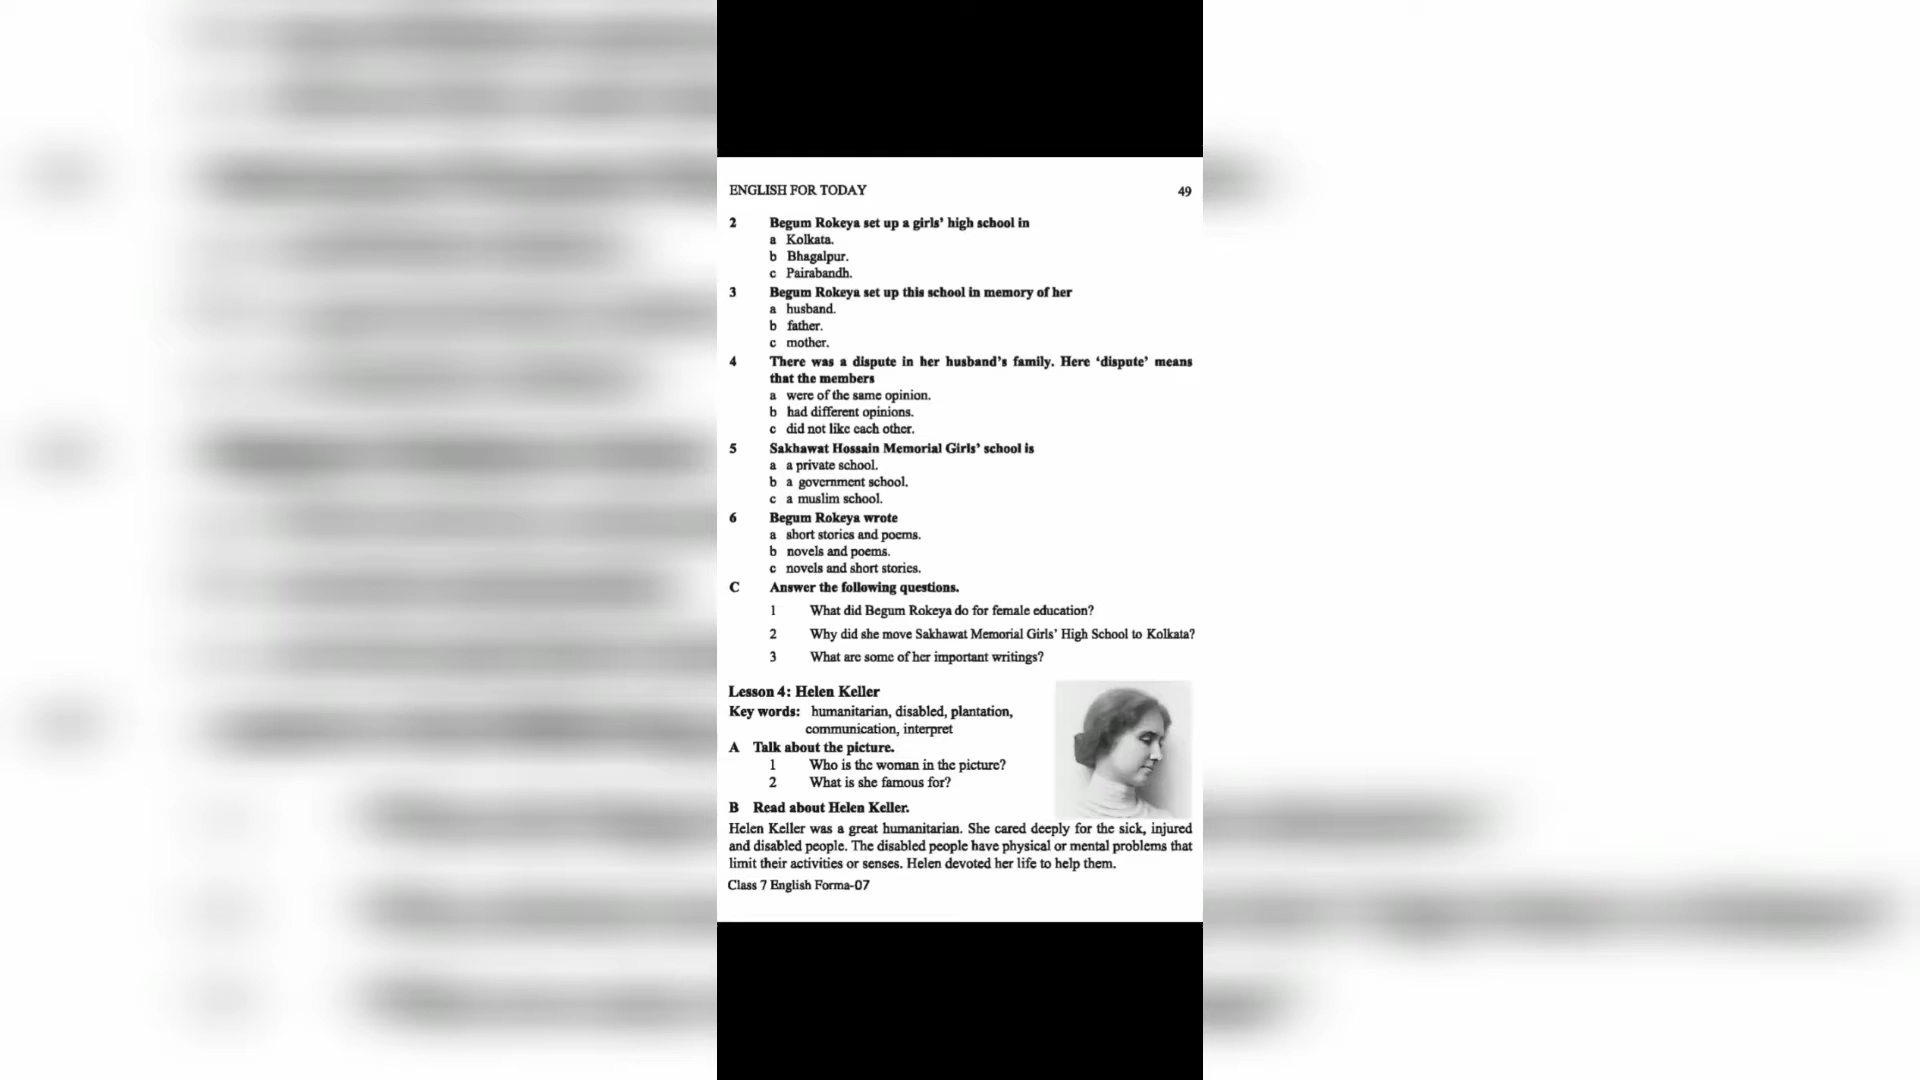 ENGLISH FOR TODAY 49
2 Begum Rokeya set up a girls' high school in
a Kolkata.
b Bhagalpur.
c Pairabandh.
3 Begum Rokeya set up this school in memory of her
a husband.
b father.
c mother.
4 There was a dispute in her husband's family. Here 'dispute' means
that the members
a were of the same opinion.
b had different opinions.
c did not like each other.
5 Sakhawat Hossain Memorial Girls' school is
a a private school.
b a government school.
c a muslim school.
6 Begum Rokeya wrote
a short stories and poems.
b novels and poems.
c novels and short stories.
C Answer the following questions.
1 What did Begum Rokeya do for female education?
2 Why did she move Sakhawat Memorial Girls' High School to Kolkata?
3 What are some of her important writings?
Lesson 4: Helen Keller
Key words: humanitarian, disabled, plantation,
communication, interpret
A Talk about the picture.
1 Who is the woman in the picture?
2 What is she famous for?
B Read about Helen Keller.
Helen Keller was a great humanitarian. She cared deeply for the sick, injured
and disabled people. The disabled people have physical or mental problems that
limit their activities or senses. Helen devoted her life to help them.
Class 7 English Forma-07